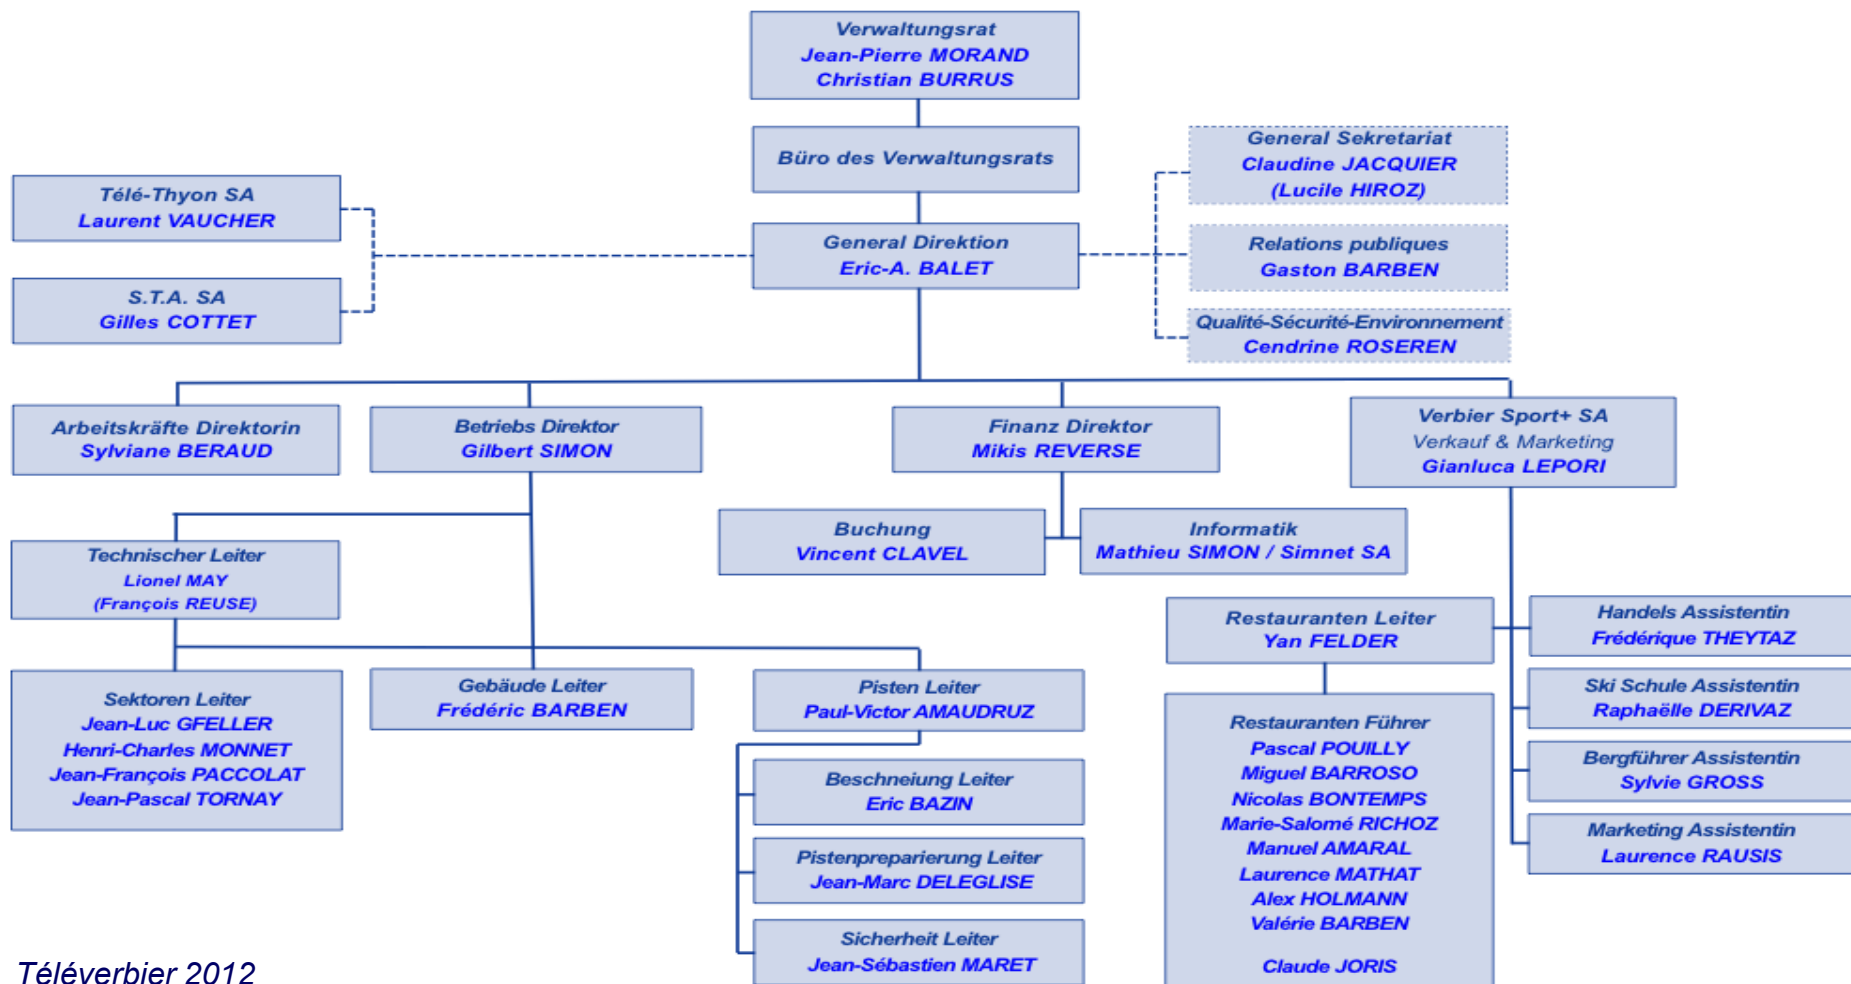 Verwaltungsrat
Jean-Pierre MORAND
Christian BURRUS
Büro des Verwaltungsrats
General Sekretariat
Claudine JACQUIER
(Lucile HIROZ)
Télé-Thyon SA
Laurent VAUCHER
General Direktion
Eric-A. BALET
Relations publiques
Gaston BARBEN
S.T.A. SA
Gilles COTTET
Qualité-Sécurité-Environnement
Cendrine ROSEREN
Arbeitskräfte Direktorin
Sylviane BERAUD
Betriebs Direktor
Gilbert SIMON
Finanz Direktor
Mikis REVERSE
Verbier Sport+ SA
Verkauf & Marketing
Gianluca LEPORI
Buchung
Vincent CLAVEL
Informatik
Mathieu SIMON / Simnet SA
Technischer Leiter
Lionel MAY
(François REUSE)
Restauranten Leiter
Yan FELDER
Handels Assistentin
Frédérique THEYTAZ
Sektoren Leiter
Jean-Luc GFELLER
Henri-Charles MONNET
Jean-François PACCOLAT
Jean-Pascal TORNAY
Gebäude Leiter
Frédéric BARBEN
Pisten Leiter
Paul-Victor AMAUDRUZ
Ski Schule Assistentin
Raphaëlle DERIVAZ
Restauranten Führer
Pascal POUILLY
Miguel BARROSO
Nicolas BONTEMPS
Marie-Salomé RICHOZ
Manuel AMARAL
Laurence MATHAT
Alex HOLMANN
Valérie BARBEN
Claude JORIS
Beschneiung Leiter
Eric BAZIN
Bergführer Assistentin
Sylvie GROSS
Pistenpreparierung Leiter
Jean-Marc DELEGLISE
Marketing Assistentin
Laurence RAUSIS
Sicherheit Leiter
Jean-Sébastien MARET
Téléverbier 2012